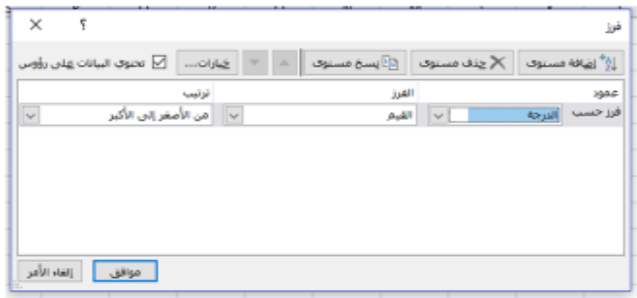 فرز ؟
إضافة مستوى حذف مستوى نسخ مستوى خيارات... تحتوي البيانات على رؤوس
عمود الفرز ترتيب
فرز حسب الدرجة القيم من الأصغر إلى الأكبر
موافق إلغاء الأمر